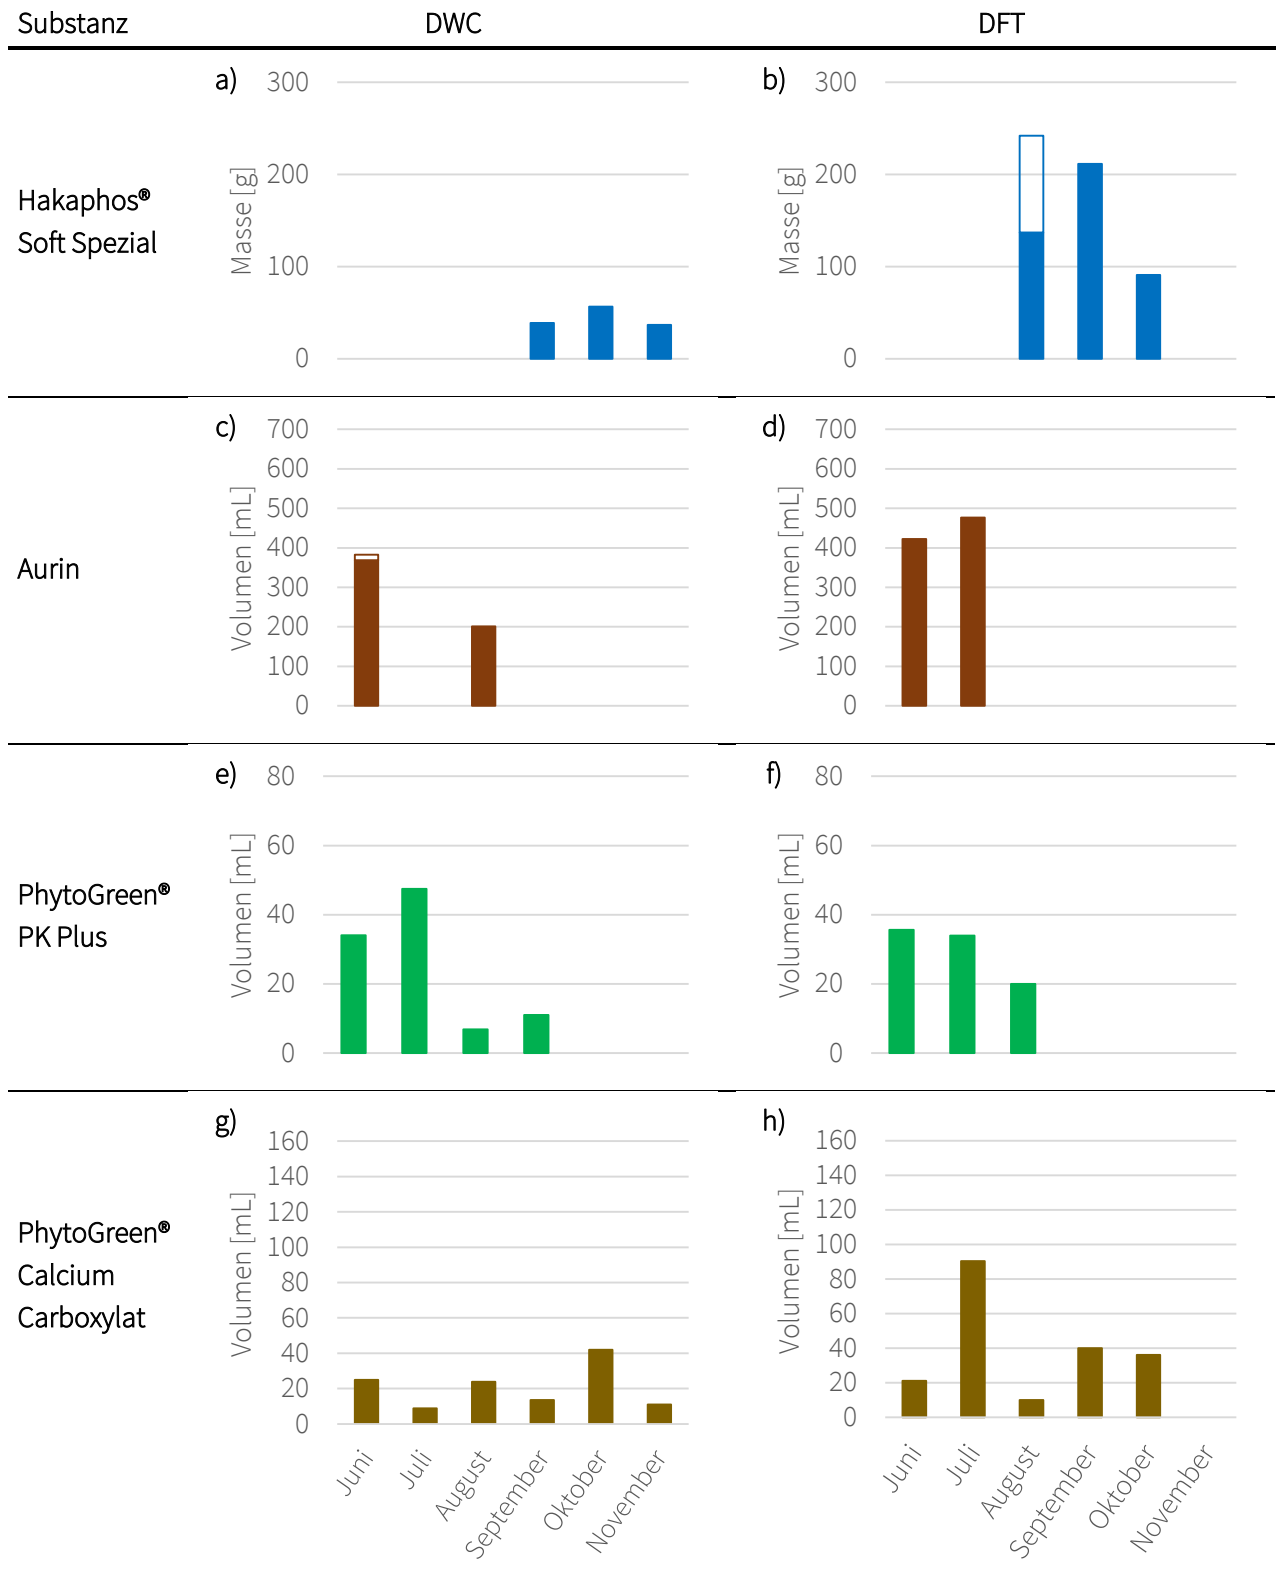 Substanz DWC DFT
a) 300 b) 300
200 200
100 100
0 0
Masse [g] Masse [g]
Hakaphos®
Soft Spezial
c) 700 d) 700
600 600
500 500
400 400
300 300
200 200
100 100
0 0
Volumen [mL] Volumen [mL]
Aurin
e) 80 f) 80
60 60
40 40
20 20
0 0
Volumen [mL] Volumen [mL]
PhytoGreen®
PK Plus
g) 160 h) 160
140 140
120 120
100 100
80 80
60 60
40 40
20 20
0 0
Volumen [mL] Volumen [mL]
PhytoGreen®
Calcium
Carboxylat
Juni Juli August September Oktober November Juni Juli August September Oktober November